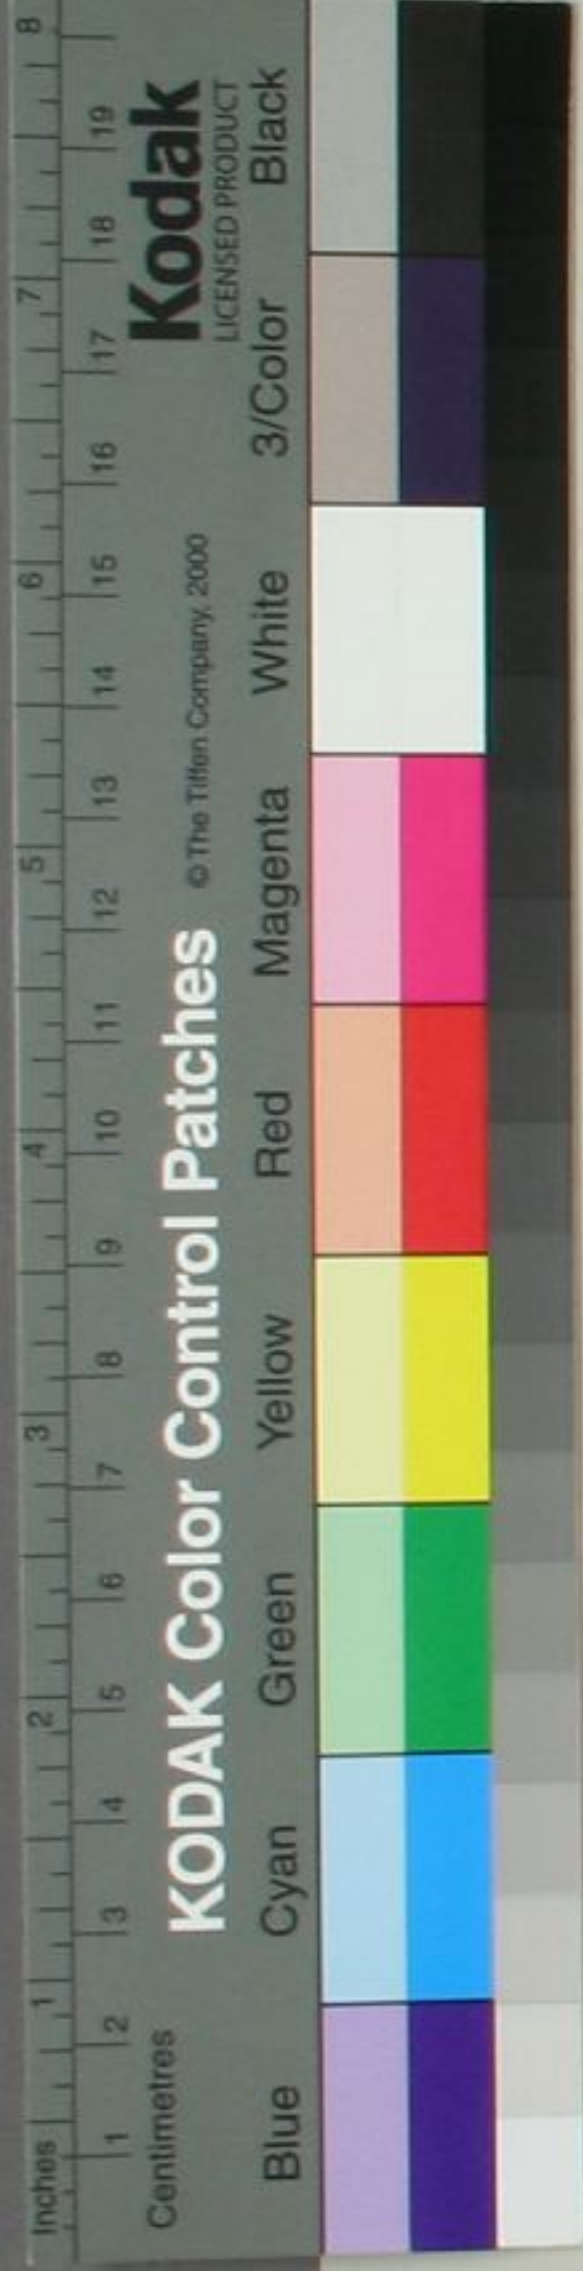 Inches 1 2 3 4 5 6 7 8
1 2 3 4 5 6 7 8 9 10 11 12 13 14 15 16 17 18 19
Centimetres
KODAK Color Control Patches © The Tiffen Company, 2000
Kodak
LICENSED PRODUCT
Blue Cyan Green Yellow Red Magenta White 3/Color Black